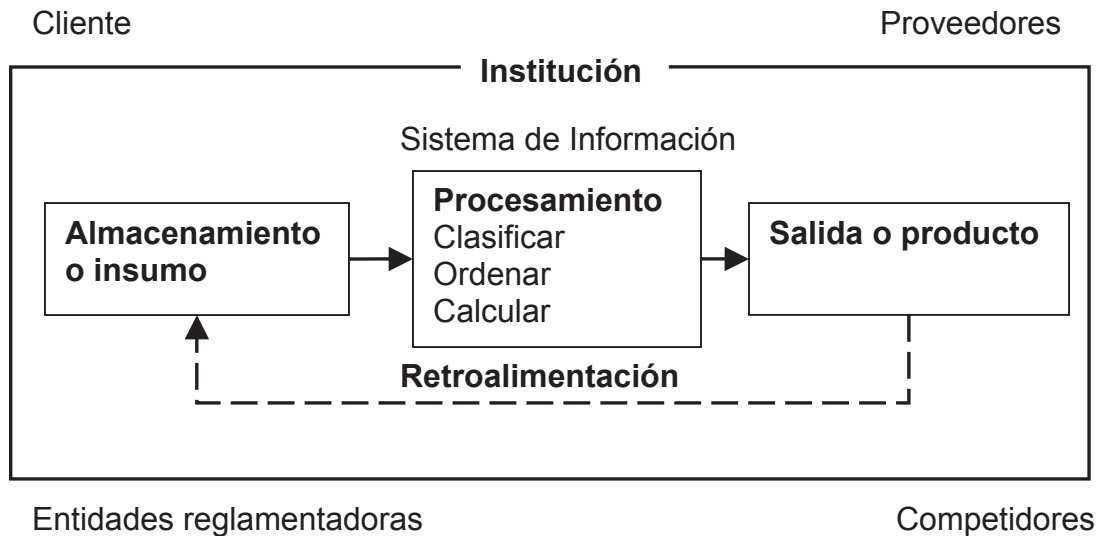 Cliente
Proveedores
Institución
Sistema de Información
Almacenamiento
o insumo
Procesamiento
Clasificar
Ordenar
Calcular
Salida o producto
Retroalimentación
Entidades reglamentadoras
Competidores